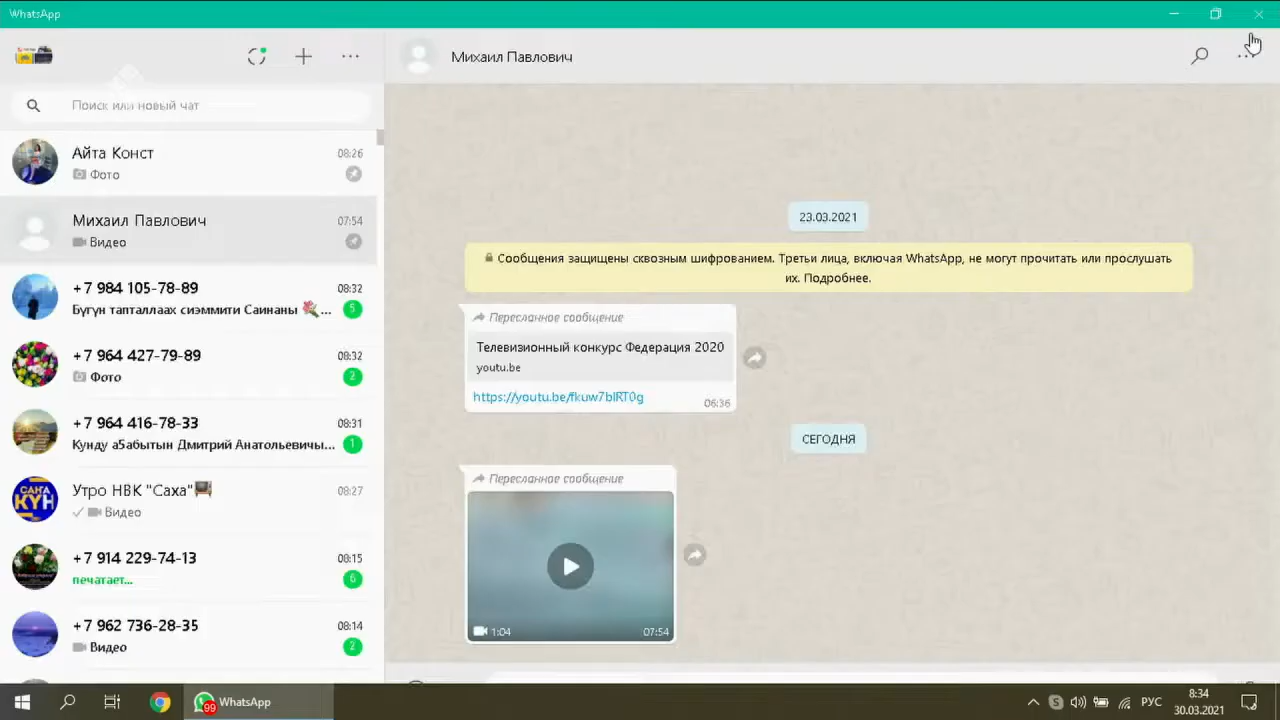 WhatsApp
Михаил Павлович
Поиск или новый чат
Айта Конст
08:26
Фото
Михаил Павлович
07:54
Видео
+7 984 105-78-89
08:32
Бүгүн тапталлаах сиэммити Саинаны 🌹...
5
+7 964 427-79-89
08:32
Фото
2
+7 964 416-78-33
08:31
Кунду а5абытын Дмитрий Анатольевичы...
1
Утро НВК "Саха"📺
08:27
Видео
САҺА
КҮН
+7 914 229-74-13
08:15
печатает...
6
+7 962 736-28-35
08:14
Видео
2
23.03.2021
Сообщения защищены сквозным шифрованием. Третьи лица, включая WhatsApp, не могут прочитать или прослушать
их. Подробнее.
Пересланное сообщение
Телевизионный конкурс Федерация 2020
youtu.be
https://youtu.be/fkuw7blRT0g
06:36
СЕГОДНЯ
Пересланное сообщение
1:04
07:54
99
WhatsApp
РУС
8:34
30.03.2021